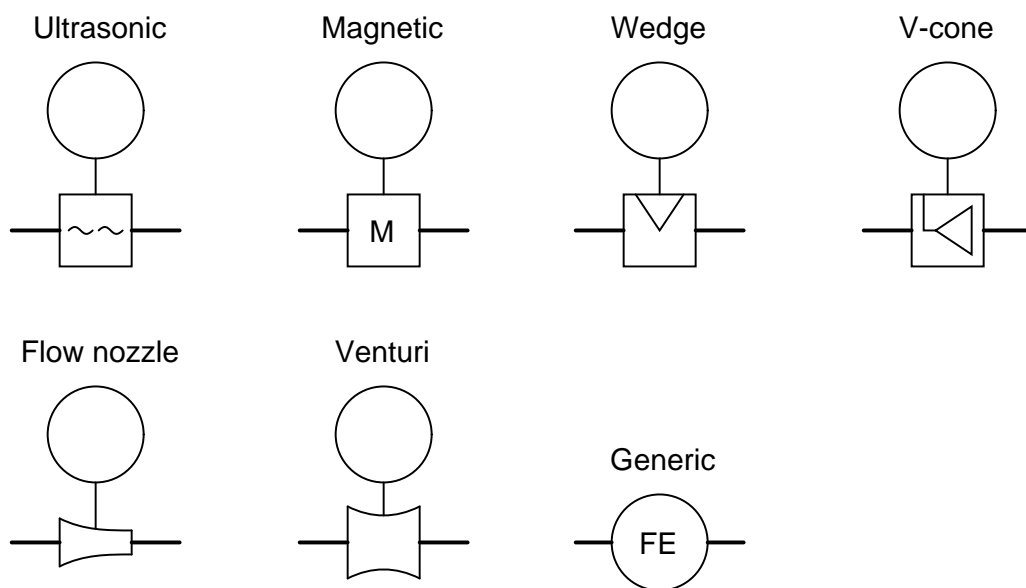 Ultrasonic
Magnetic
Wedge
V-cone
M
Flow nozzle
Venturi
Generic
FE